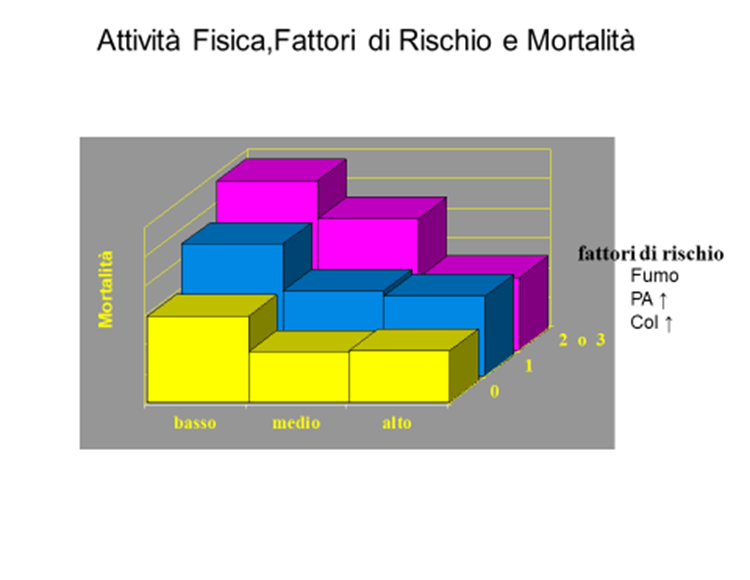 Attività Fisica,Fattori di Rischio e Mortalità
Mortalità
fattori di rischio
Fumo
PA ↑
Col ↑
2 o 3
1
0
basso medio alto